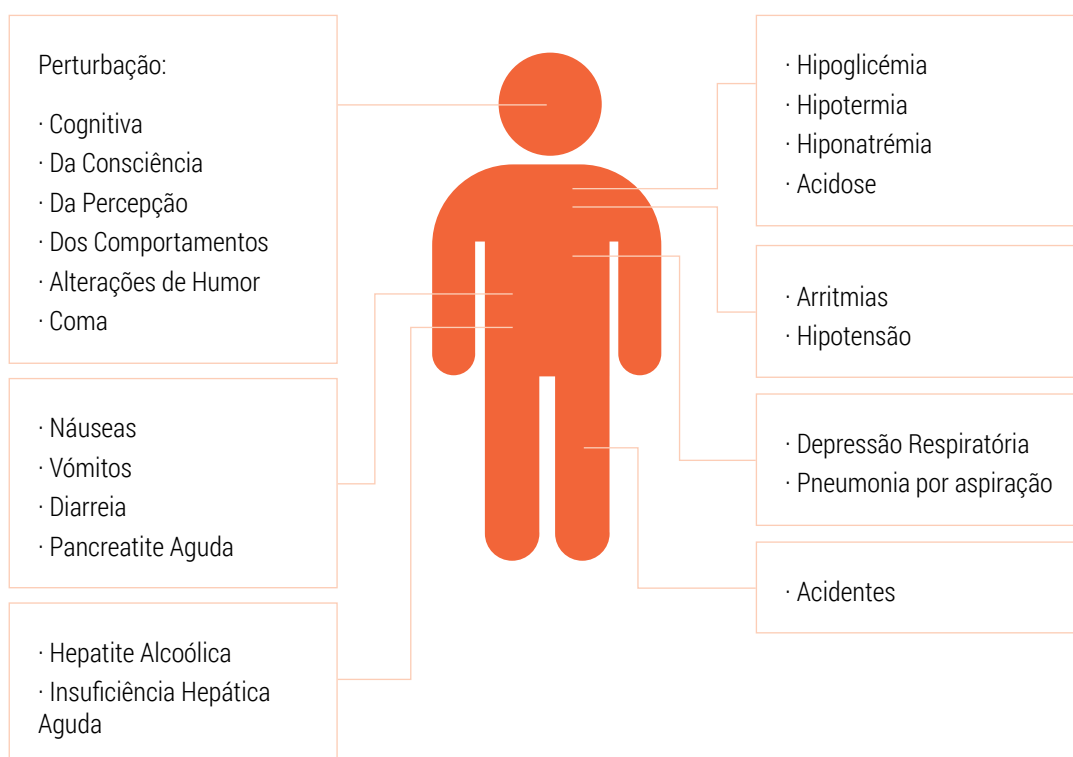 Perturbação:
· Cognitiva
· Da Consciência
· Da Percepção
· Dos Comportamentos
· Alterações de Humor
· Coma
· Náuseas
· Vómitos
· Diarreia
· Pancreatite Aguda
· Hepatite Alcoólica
· Insuficiência Hepática
Aguda
· Hipoglicémia
· Hipotermia
· Hiponatrémia
· Acidose
· Arritmias
· Hipotensão
· Depressão Respiratória
· Pneumonia por aspiração
· Acidentes